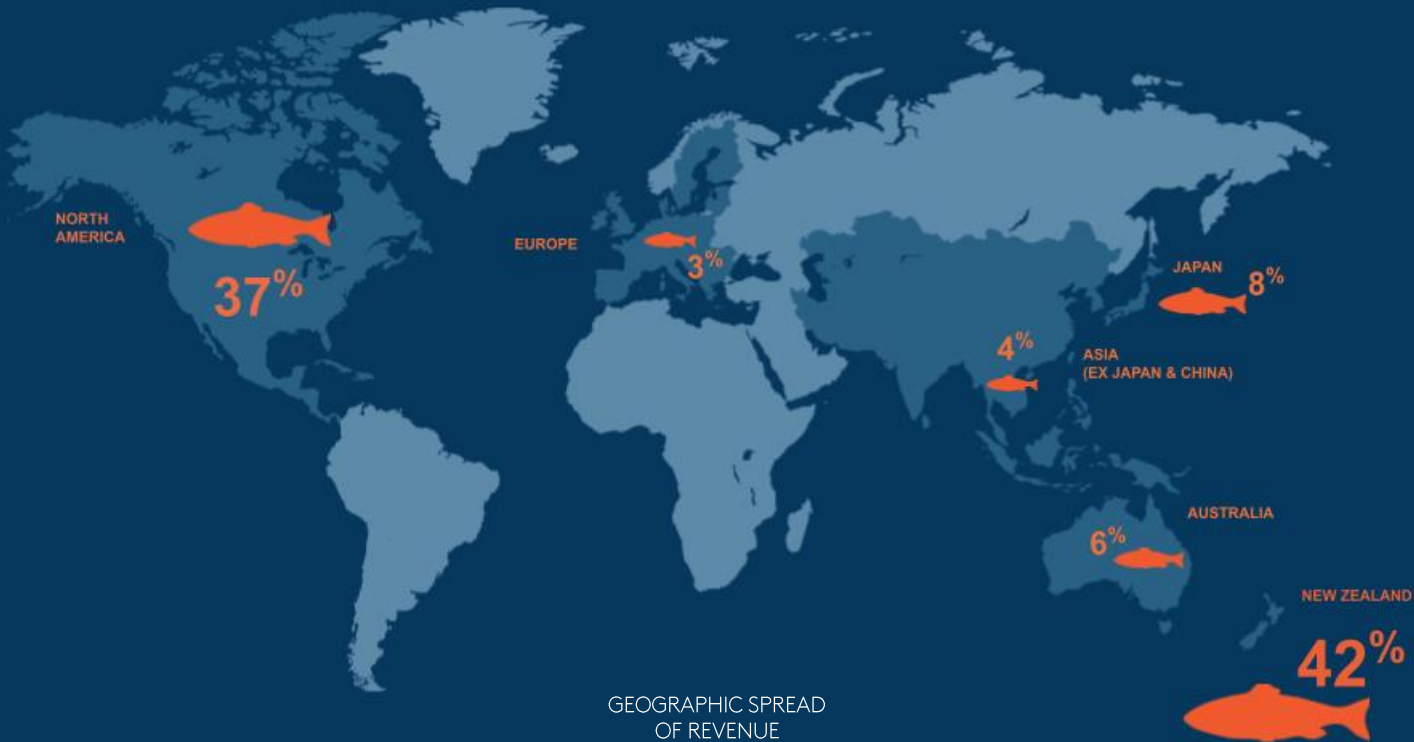 NORTH
AMERICA
37%
EUROPE
3%
JAPAN
8%
4%
ASIA
(EX JAPAN & CHINA)
AUSTRALIA
6%
NEW ZEALAND
42%
GEOGRAPHIC SPREAD
OF REVENUE